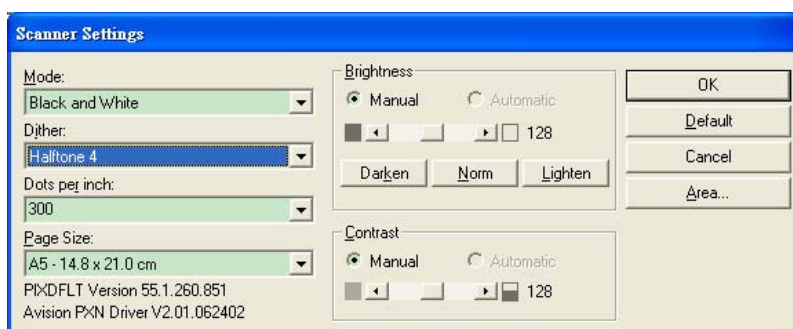 Scanner Settings
Mode:
Black and White
Dither:
Halftone 4
Dots per inch:
300
Page Size:
A5 - 14.8 x 21.0 cm
PIXDFLT Version 55.1.260.851
Avision PXN Driver V2.01.062402
Brightness
Manual Automatic
128
Darken Norm Lighten
Contrast
Manual Automatic
128
OK
Default
Cancel
Area...